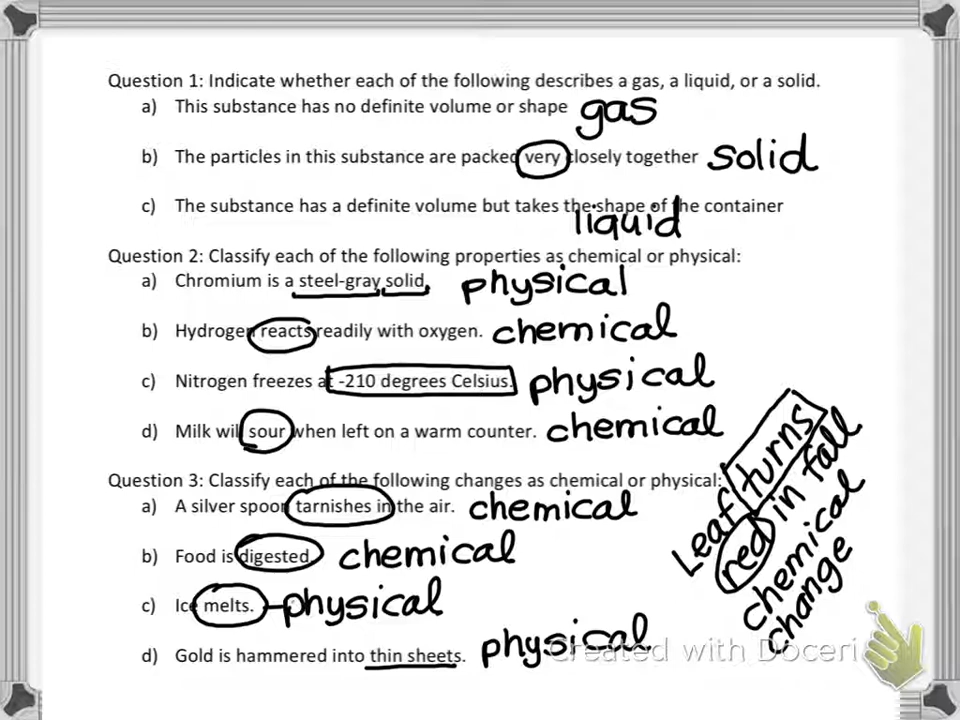 Question 1: Indicate whether each of the following describes a gas, a liquid, or a solid.
a) This substance has no definite volume or shape gas
b) The particles in this substance are packed very closely together solid
c) The substance has a definite volume but takes the shape of the container
liquid
Question 2: Classify each of the following properties as chemical or physical:
a) Chromium is a steel-gray solid. physical
b) Hydrogen reacts readily with oxygen. chemical
c) Nitrogen freezes at -210 degrees Celsius. physical
d) Milk will sour when left on a warm counter. chemical
Question 3: Classify each of the following changes as chemical or physical:
a) A silver spoon tarnishes in the air. chemical
b) Food is digested chemical
c) Ice melts. physical
d) Gold is hammered into thin sheets. physical
Leaf turns
red in fall
chemical
change
Created with Doceri